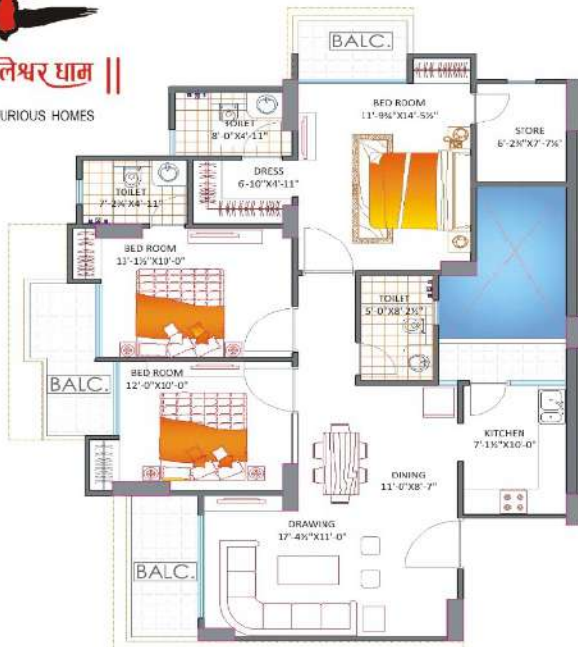 लेश्वर धाम ||
URIOUS HOMES
BALC.
BED ROOM
11'-9¾"X14'-5½"
STORE
6'-2¾"X7'-7½"
TOILET
8'-0"X4'-11"
DRESS
6-10"X4'-11"
TOILET
7'-2¾"X4'-11"
BED ROOM
13'-1½"X10'-0"
TOILET
5'-0"X8'-2½"
BALC.
BED ROOM
12'-0"X10'-0"
KITCHEN
7'-1½"X10'-0"
DINING
11'-0"X8'-7"
DRAWING
17'-4½"X11'-0"
BALC.